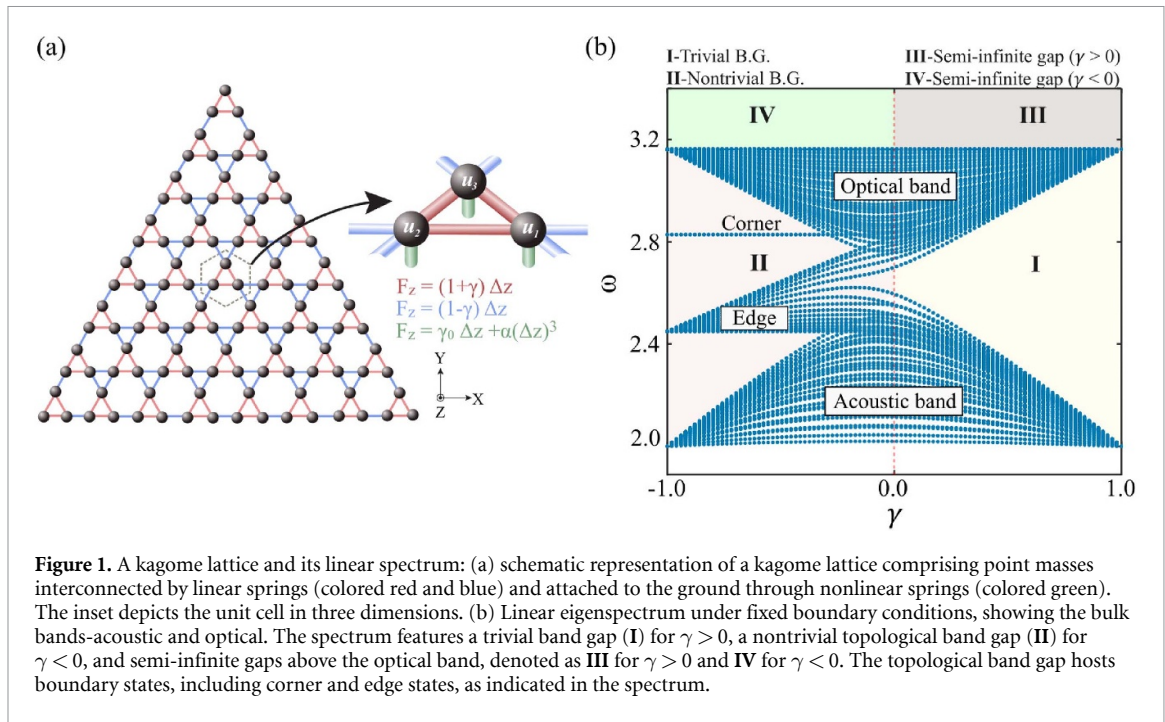 (a)
u₃
u₂
u₁
F_z = (1+γ) Δz
F_z = (1-γ) Δz
F_z = γ₀ Δz +α(Δz)³
Y
Z
X
(b)
I-Trivial B.G.
III-Semi-infinite gap (γ > 0)
II-Nontrivial B.G.
IV-Semi-infinite gap (γ < 0)
IV
III
3.2
Optical band
Corner
2.8
II
I
ω
Edge
2.4
Acoustic band
2.0
-1.0
0.0
1.0
γ
Figure 1. A kagome lattice and its linear spectrum: (a) schematic representation of a kagome lattice comprising point masses
interconnected by linear springs (colored red and blue) and attached to the ground through nonlinear springs (colored green).
The inset depicts the unit cell in three dimensions. (b) Linear eigenspectrum under fixed boundary conditions, showing the bulk
bands-acoustic and optical. The spectrum features a trivial band gap (I) for γ > 0, a nontrivial topological band gap (II) for
γ < 0, and semi-infinite gaps above the optical band, denoted as III for γ > 0 and IV for γ < 0. The topological band gap hosts
boundary states, including corner and edge states, as indicated in the spectrum.